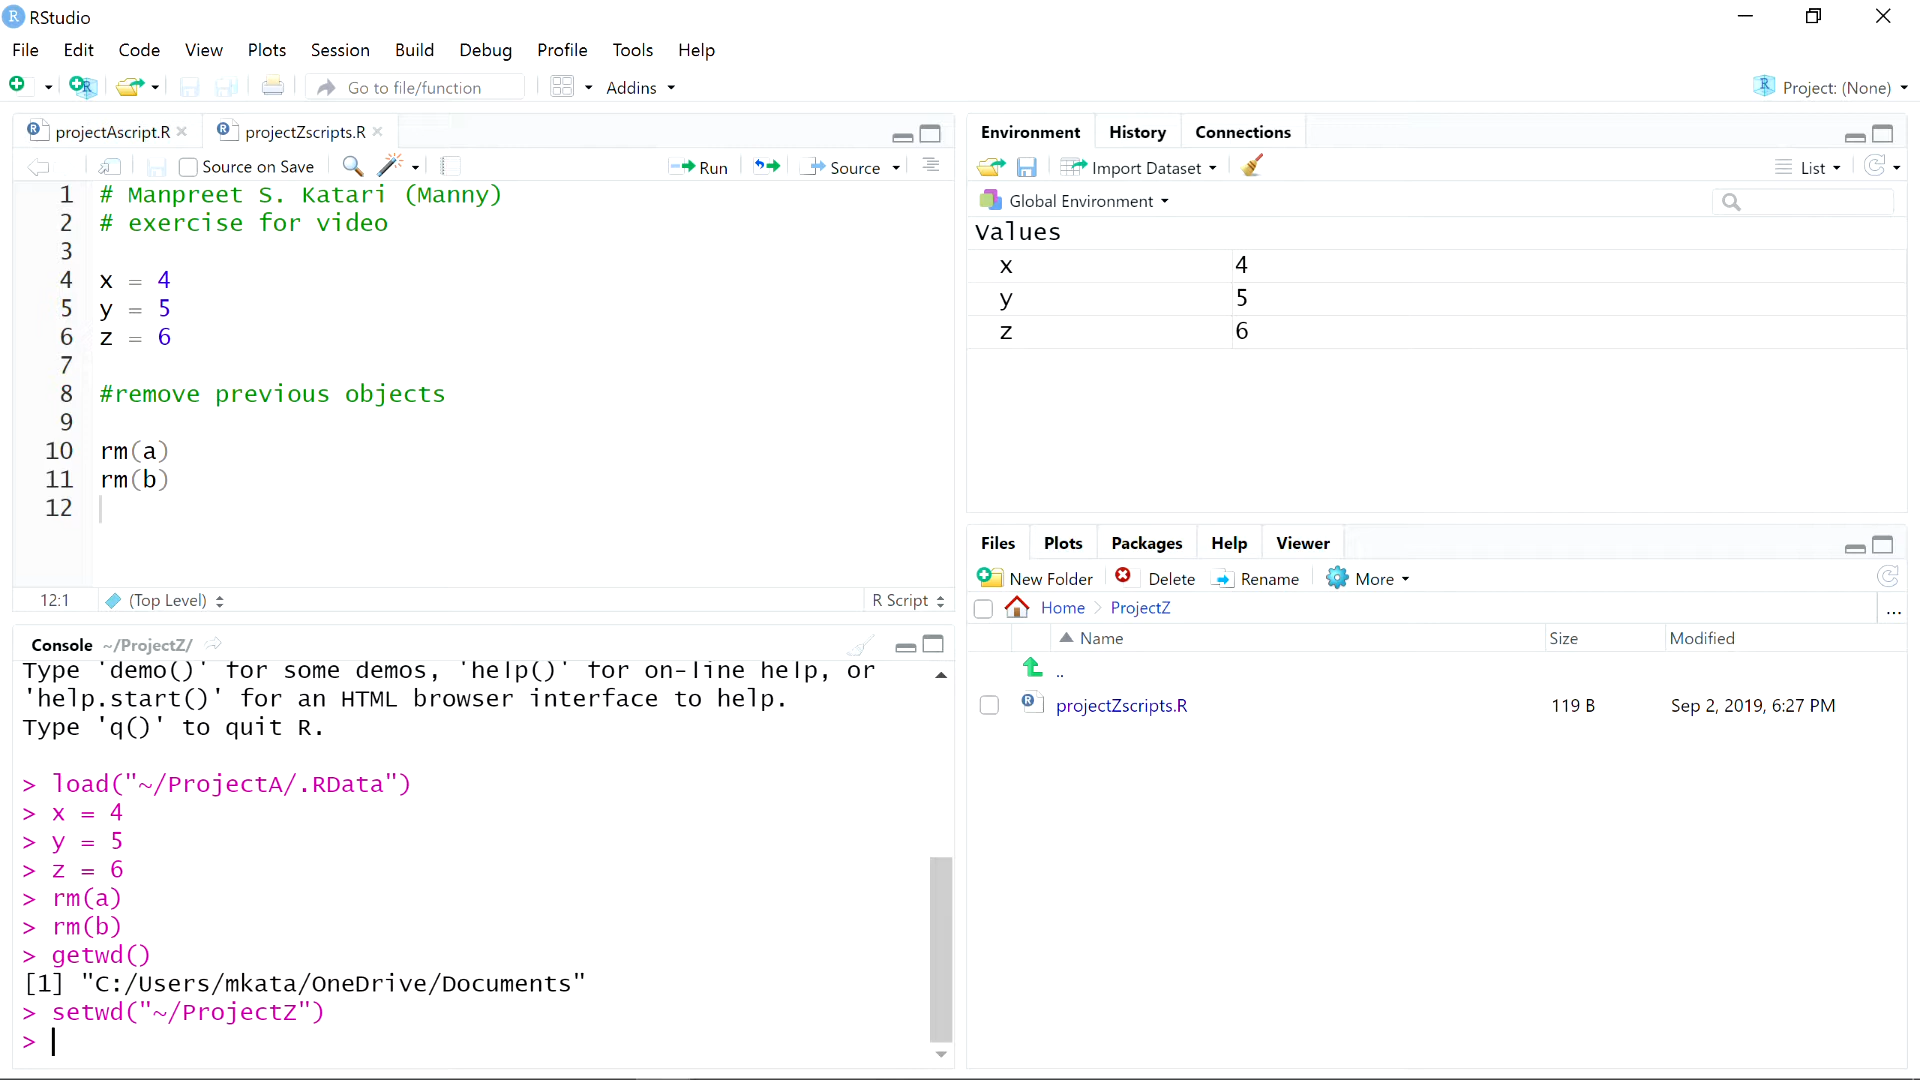 RStudio
File Edit Code View Plots Session Build Debug Profile Tools Help
Go to file/function Addins Project: (None)
projectAscript.R projectZscripts.R
Source on Save Run Source
1 # Manpreet S. Katari (Manny)
2 # exercise for video
3
4 x = 4
5 y = 5
6 z = 6
7
8 #remove previous objects
9
10 rm(a)
11 rm(b)
12
12:1 (Top Level) R Script
Console ~/ProjectZ/
Type 'demo()' for some demos, 'help()' for on-line help, or
'help.start()' for an HTML browser interface to help.
Type 'q()' to quit R.
> load("~/ProjectA/.RData")
> x = 4
> y = 5
> z = 6
> rm(a)
> rm(b)
> getwd()
[1] "C:/Users/mkata/OneDrive/Documents"
> setwd("~/ProjectZ")
>
Environment History Connections
Import Dataset List
Global Environment
Values
x 4
y 5
z 6
Files Plots Packages Help Viewer
New Folder Delete Rename More
Home ProjectZ ...
Name Size Modified
..
projectZscripts.R 119 B Sep 2, 2019, 6:27 PM